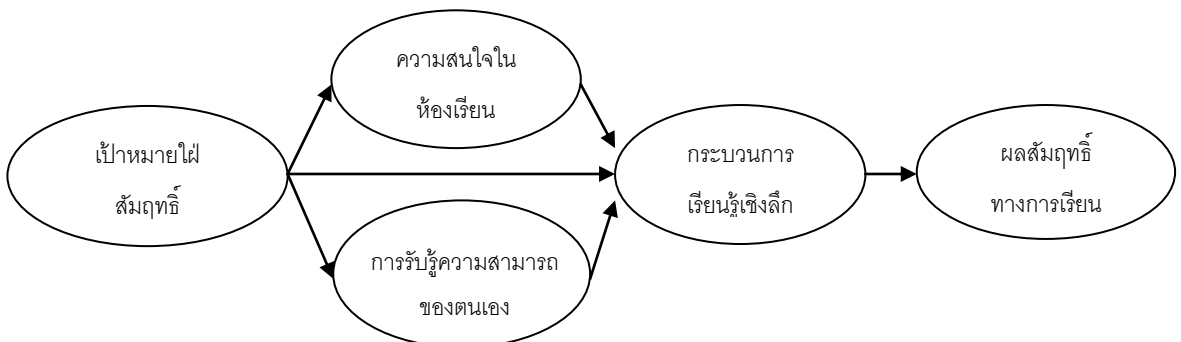 ความสนใจใน
ห้องเรียน
เป้าหมายใฝ่
สัมฤทธิ์
กระบวนการ
เรียนรู้เชิงลึก
ผลสัมฤทธิ์
ทางการเรียน
การรับรู้ความสามารถ
ของตนเอง